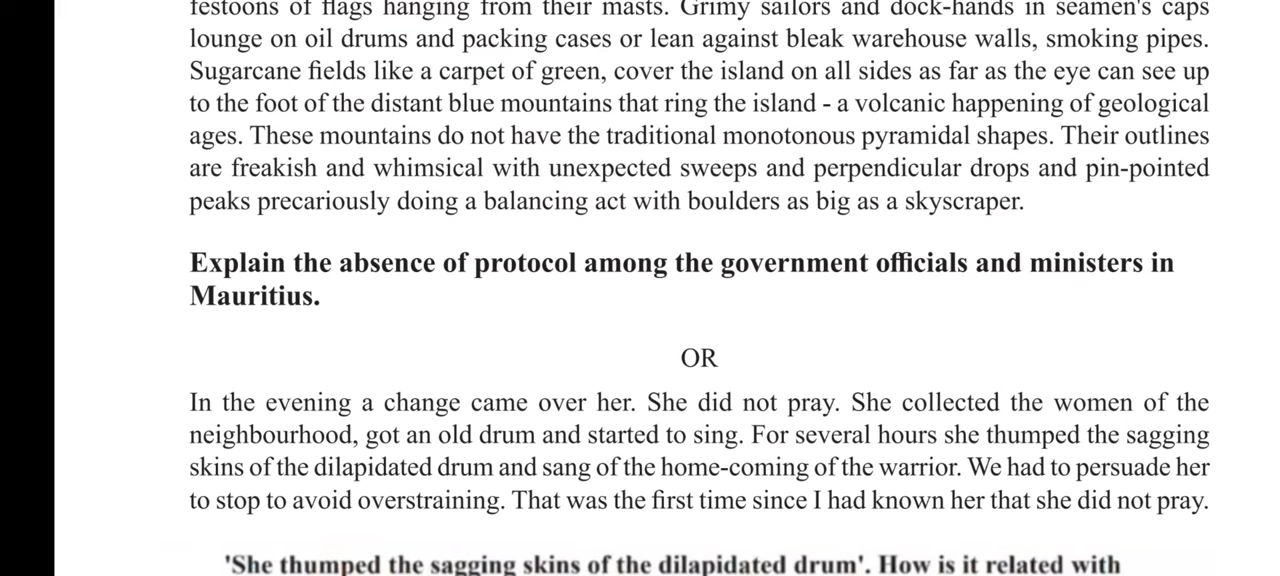 festoons of flags hanging from their masts. Grimy sailors and dock-hands in seamen's caps
lounge on oil drums and packing cases or lean against bleak warehouse walls, smoking pipes.
Sugarcane fields like a carpet of green, cover the island on all sides as far as the eye can see up
to the foot of the distant blue mountains that ring the island - a volcanic happening of geological
ages. These mountains do not have the traditional monotonous pyramidal shapes. Their outlines
are freakish and whimsical with unexpected sweeps and perpendicular drops and pin-pointed
peaks precariously doing a balancing act with boulders as big as a skyscraper.
Explain the absence of protocol among the government officials and ministers in
Mauritius.
OR
In the evening a change came over her. She did not pray. She collected the women of the
neighbourhood, got an old drum and started to sing. For several hours she thumped the sagging
skins of the dilapidated drum and sang of the home-coming of the warrior. We had to persuade her
to stop to avoid overstraining. That was the first time since I had known her that she did not pray.
'She thumped the sagging skins of the dilapidated drum'. How is it related with